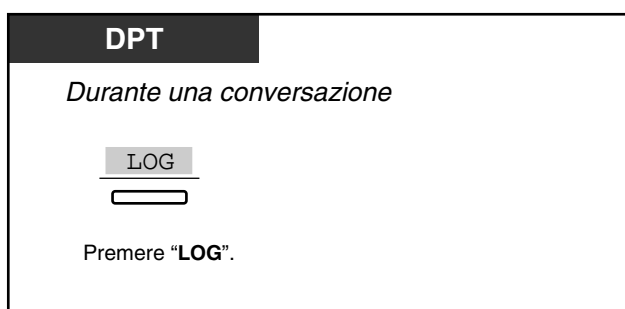 DPT
Durante una conversazione
LOG
Premere “LOG”.